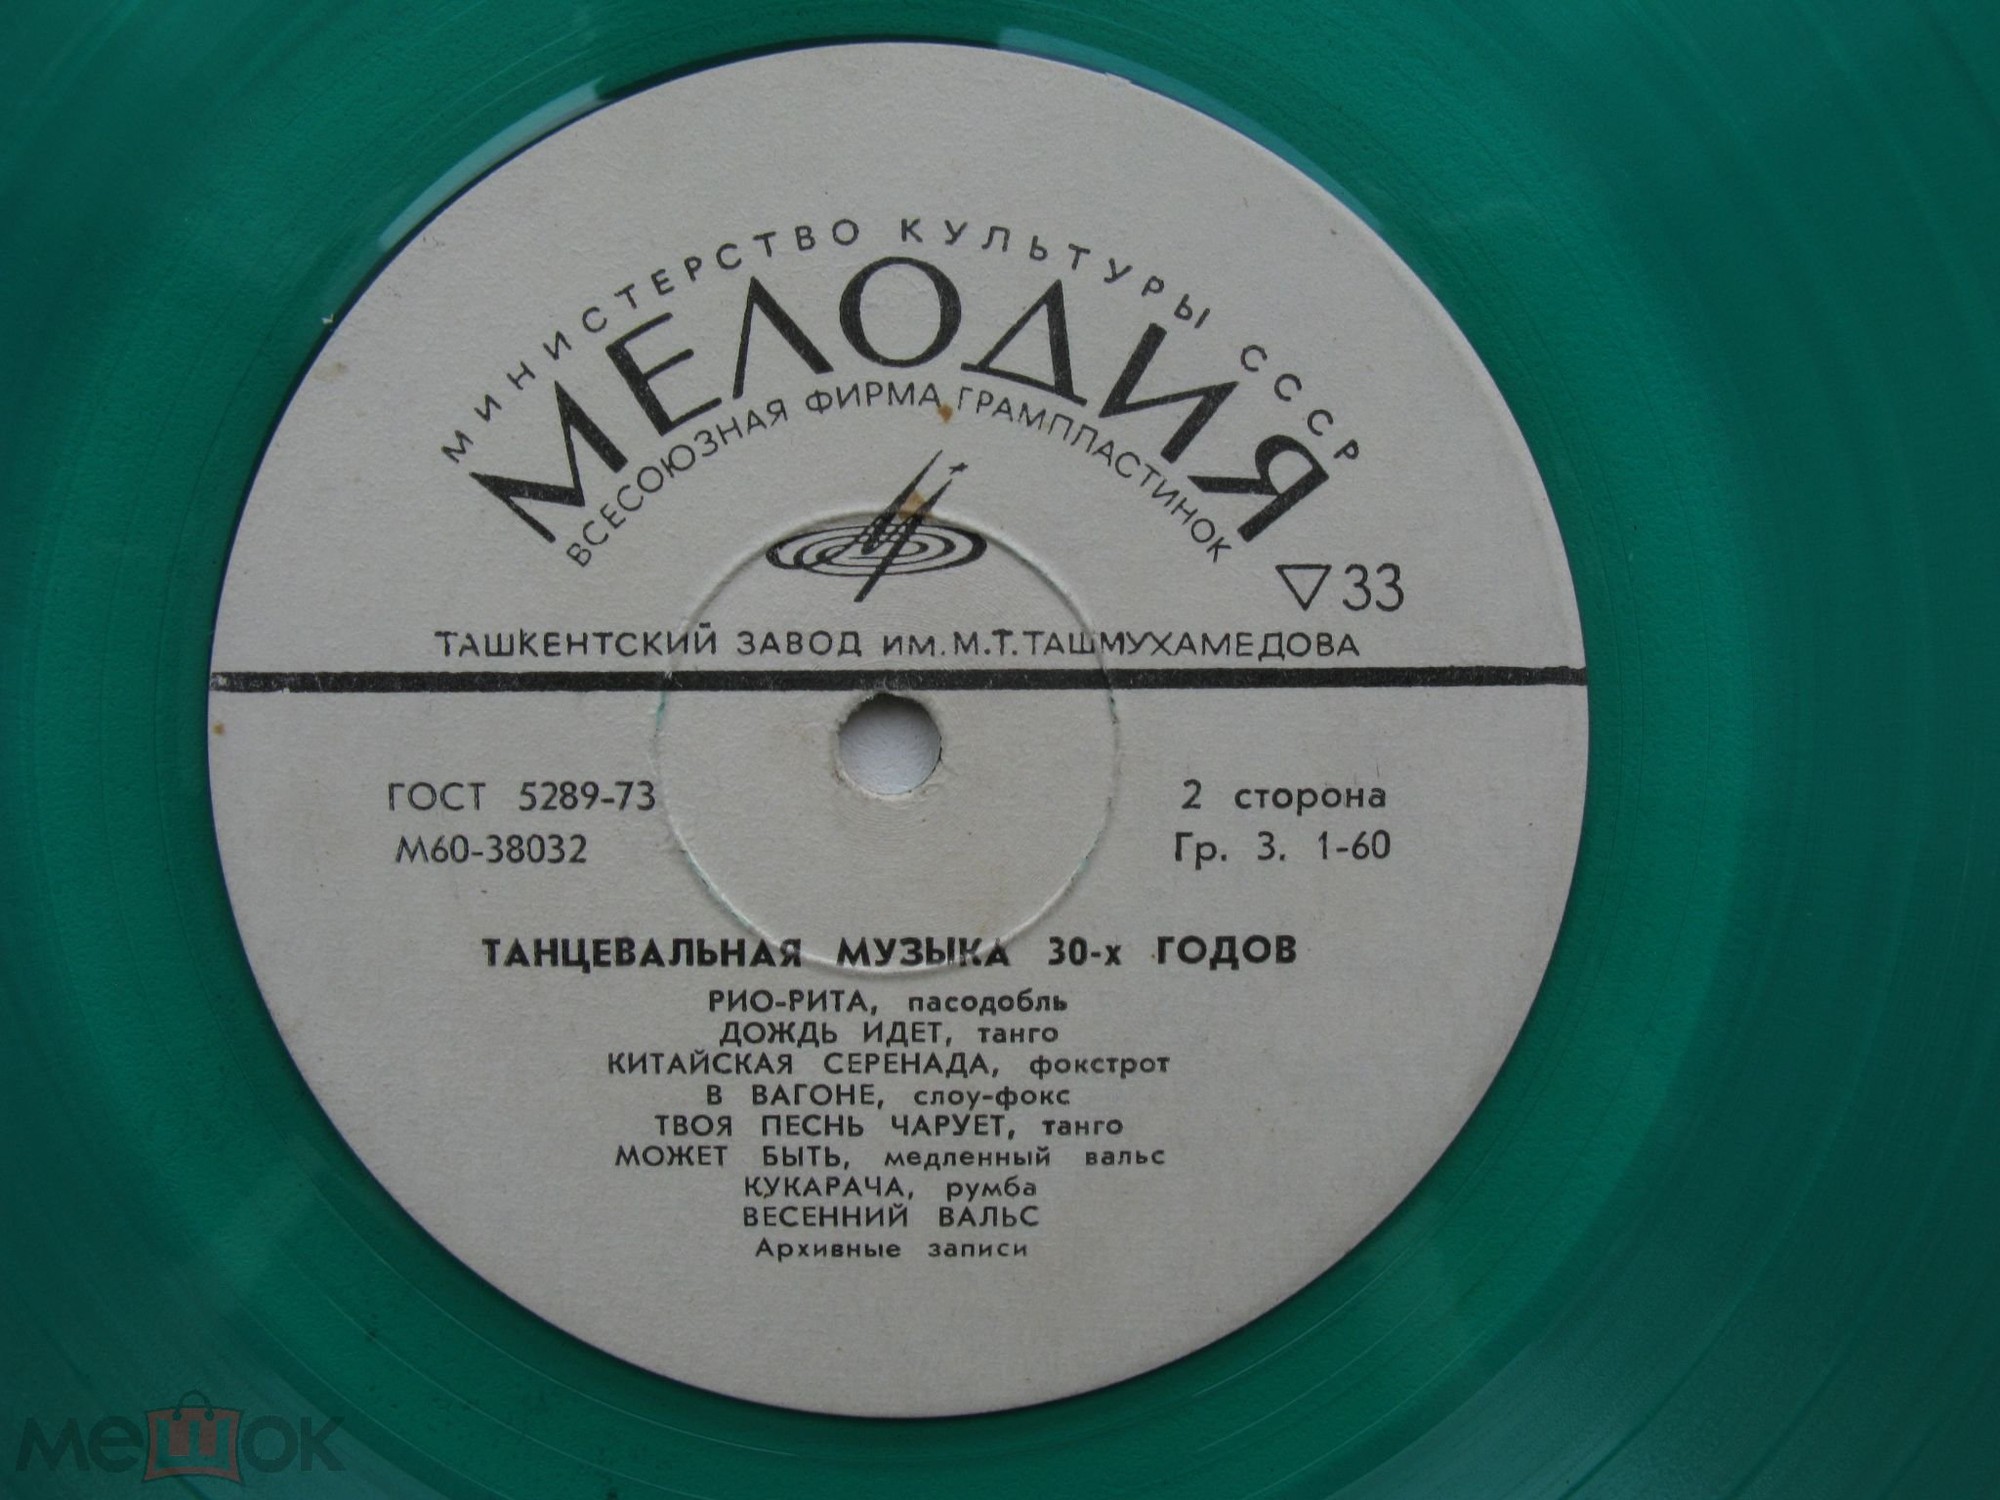 МИНИСТЕРСТВО КУЛЬТУРЫ СССР
МЕЛОДИЯ
ВСЕСОЮЗНАЯ ФИРМА ГРАМПЛАСТИНОК
▽33
ТАШКЕНТСКИЙ ЗАВОД ИМ. М.Т. ТАШМУХАМЕДОВА
ГОСТ 5289-73
2 сторона
М60-38032
Гр. 3. 1-60
ТАНЦЕВАЛЬНАЯ МУЗЫКА 30-х ГОДОВ
РИО-РИТА, пасодобль
ДОЖДЬ ИДЕТ, танго
КИТАЙСКАЯ СЕРЕНАДА, фокстрот
В ВАГОНЕ, слоу-фокс
ТВОЯ ПЕСНЬ ЧАРУЕТ, танго
МОЖЕТ БЫТЬ, медленный вальс
КУКАРАЧА, румба
ВЕСЕННИЙ ВАЛЬС
Архивные записи
мешок